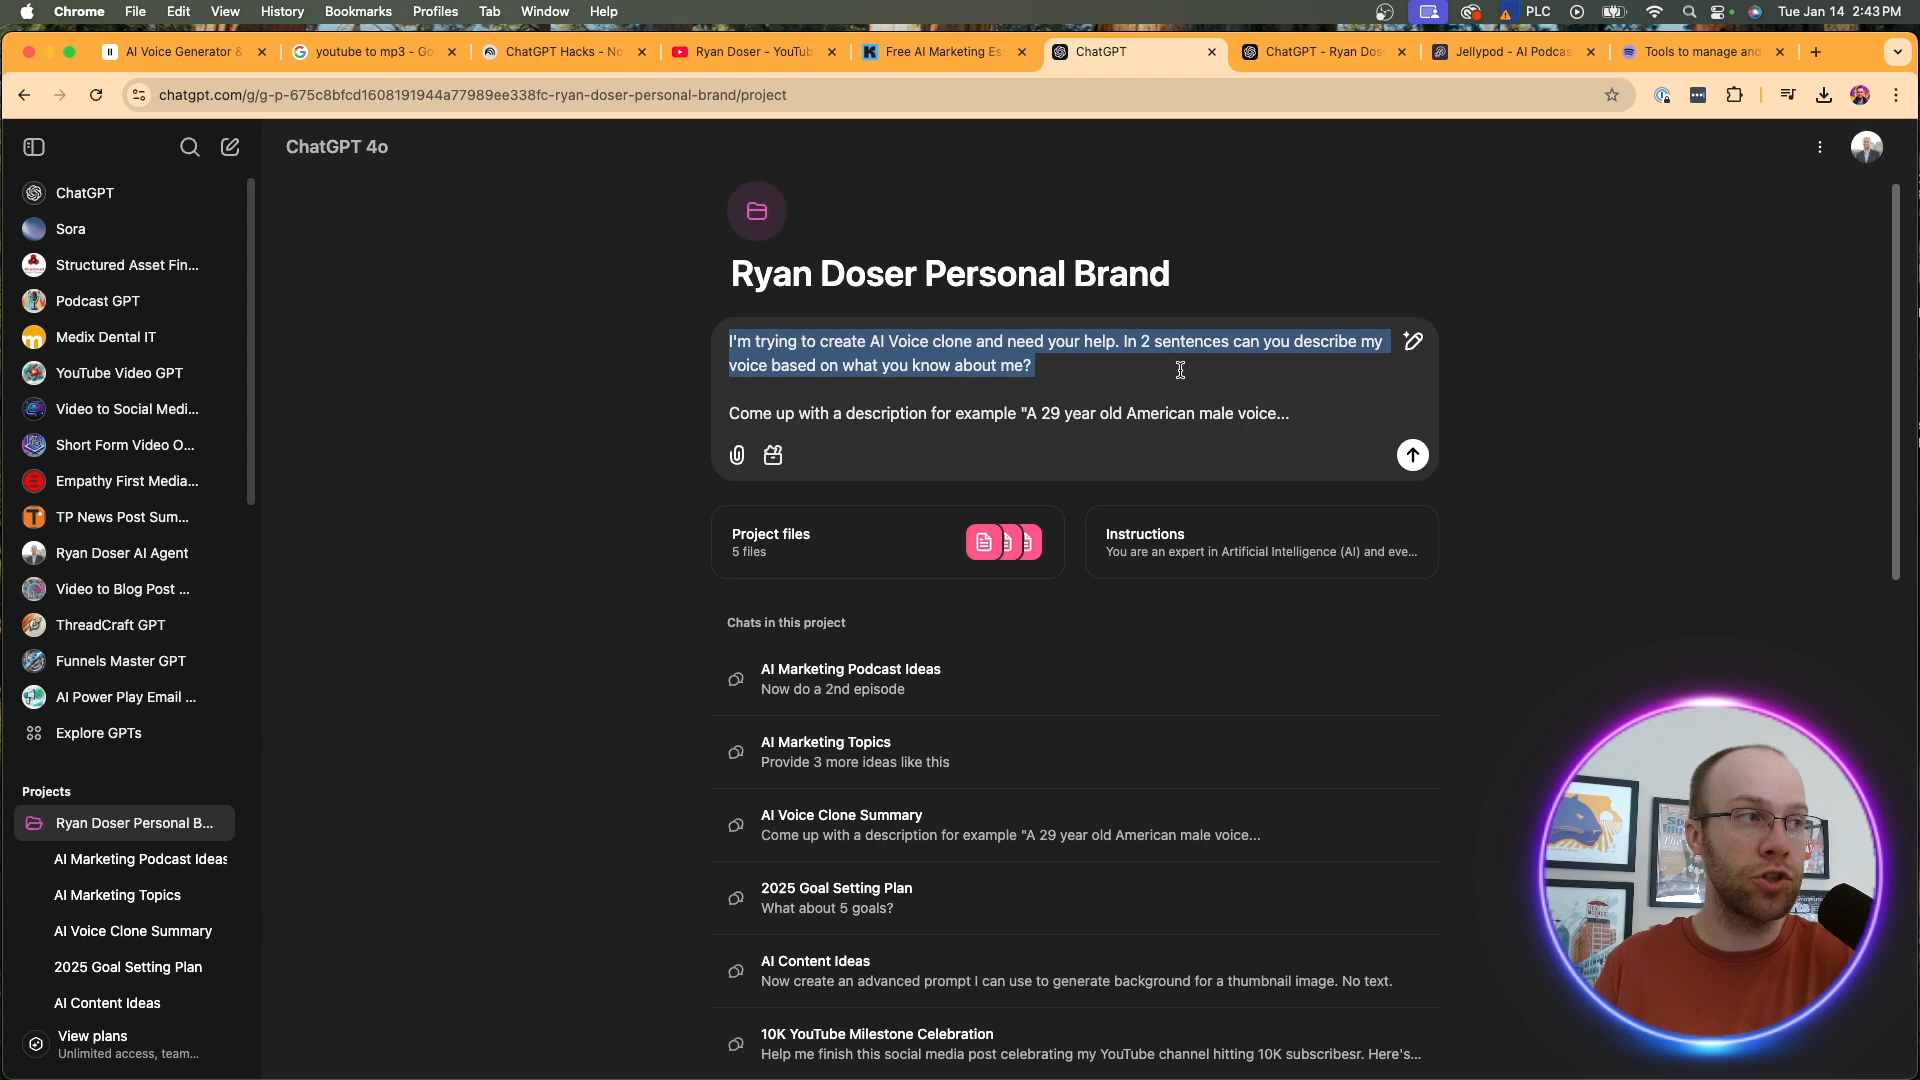 Chrome File Edit View History Bookmarks Profiles Tab Window Help PLC Tue Jan 14 2:43 PM
AI Voice Generator & youtube to mp3 - Go ChatGPT Hacks - No Ryan Doser - YouTub Free AI Marketing Es ChatGPT ChatGPT - Ryan Dos Jellypod - AI Podcas Tools to manage and
chatgpt.com/g/g-p-675c8bfcd1608191944a77989ee338fc-ryan-doser-personal-brand/project
ChatGPT 4o
ChatGPT
Sora
Structured Asset Fin...
Podcast GPT
Medix Dental IT
YouTube Video GPT
Video to Social Medi...
Short Form Video O...
Empathy First Media...
TP News Post Sum...
Ryan Doser AI Agent
Video to Blog Post ...
ThreadCraft GPT
Funnels Master GPT
AI Power Play Email ...
Explore GPTs
Projects
Ryan Doser Personal B...
AI Marketing Podcast Ideas
AI Marketing Topics
AI Voice Clone Summary
2025 Goal Setting Plan
AI Content Ideas
View plans
Unlimited access, team...
Ryan Doser Personal Brand
I'm trying to create AI Voice clone and need your help. In 2 sentences can you describe my
voice based on what you know about me?
Come up with a description for example "A 29 year old American male voice...
Project files
5 files
Instructions
You are an expert in Artificial Intelligence (AI) and eve...
Chats in this project
AI Marketing Podcast Ideas
Now do a 2nd episode
AI Marketing Topics
Provide 3 more ideas like this
AI Voice Clone Summary
Come up with a description for example "A 29 year old American male voice...
2025 Goal Setting Plan
What about 5 goals?
AI Content Ideas
Now create an advanced prompt I can use to generate background for a thumbnail image. No text.
10K YouTube Milestone Celebration
Help me finish this social media post celebrating my YouTube channel hitting 10K subscribesr. Here's...